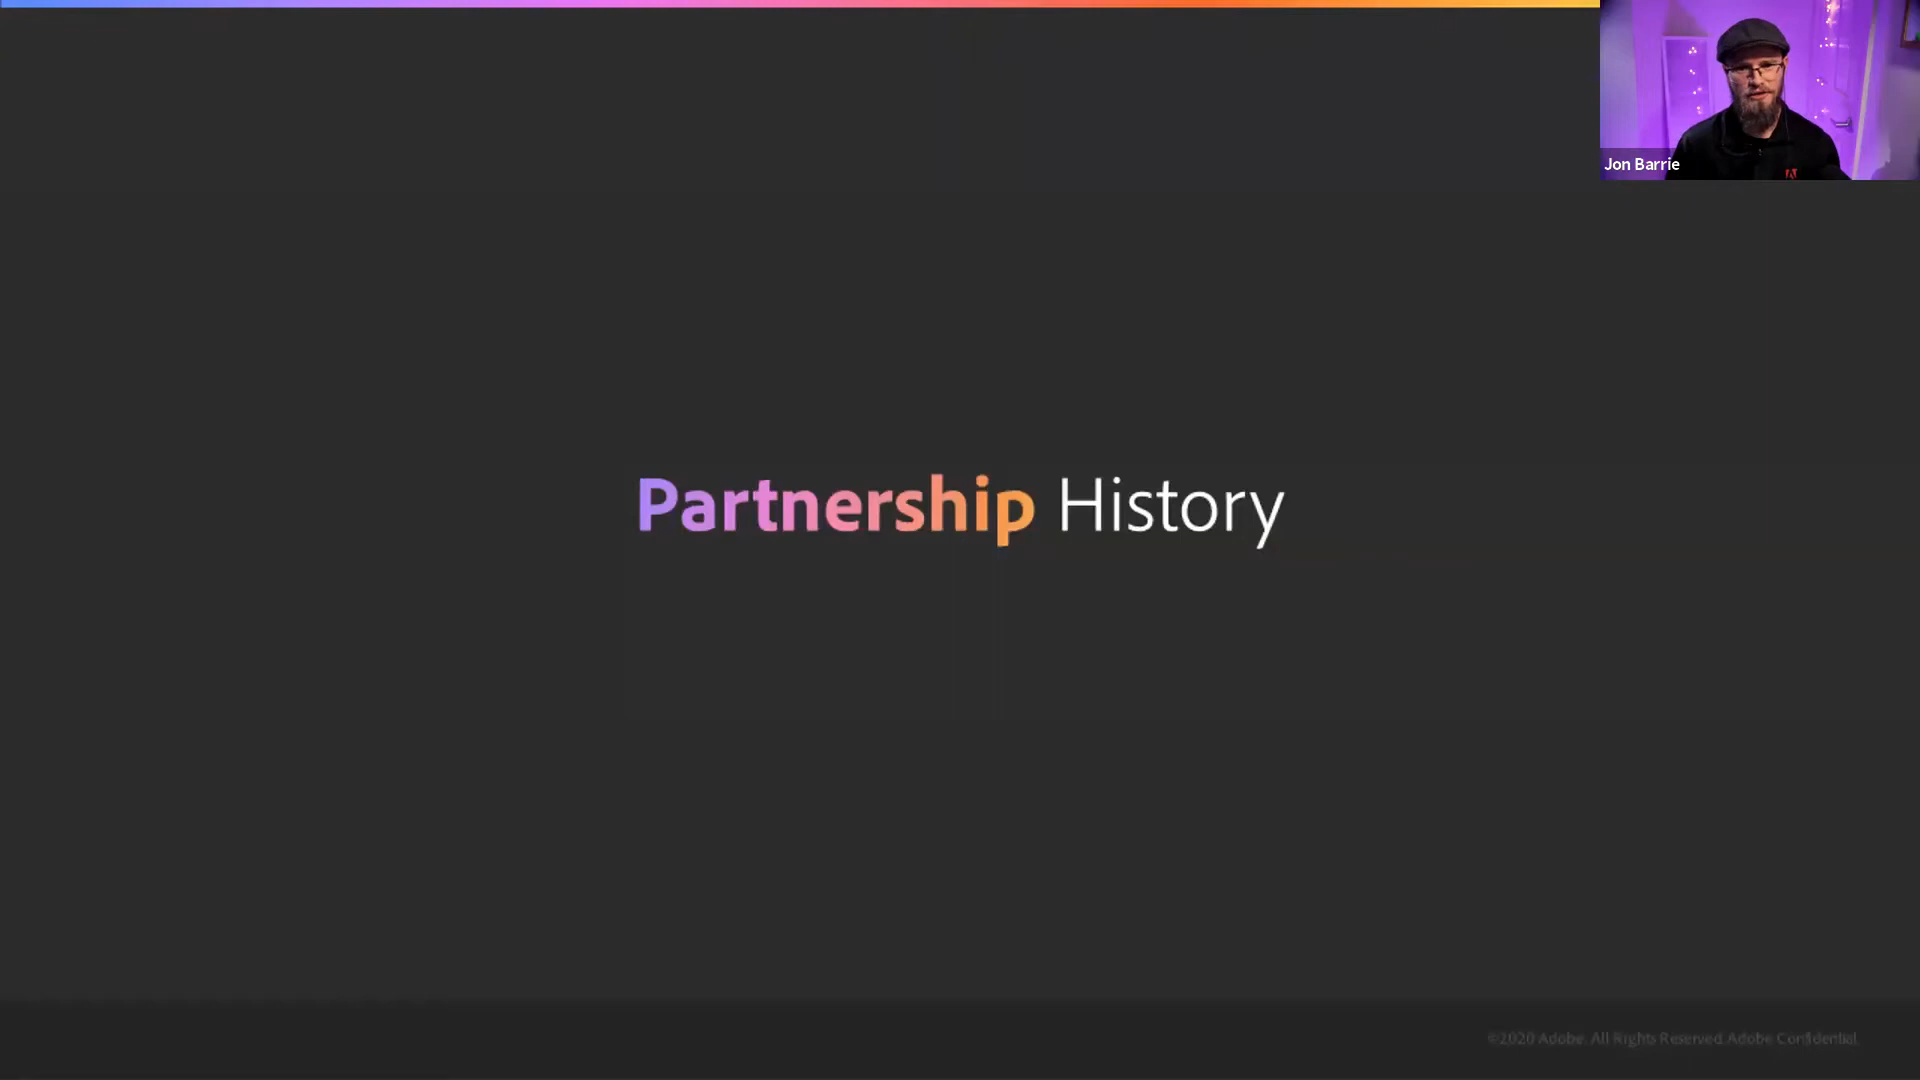 Jon Barrie
Partnership History
©2020 Adobe. All Rights Reserved. Adobe Confidential.